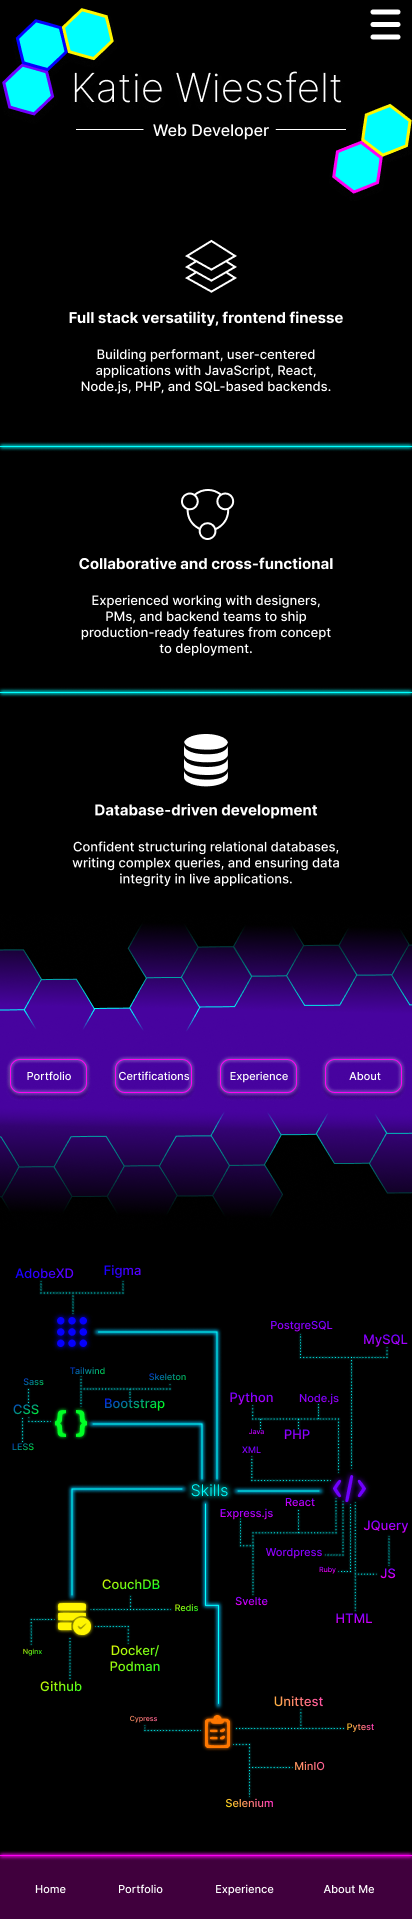 Katie Wiessfelt
Web Developer
Full stack versatility, frontend finesse
Building performant, user-centered
applications with JavaScript, React,
Node.js, PHP, and SQL-based backends.
Collaborative and cross-functional
Experienced working with designers,
PMs, and backend teams to ship
production-ready features from concept
to deployment.
Database-driven development
Confident structuring relational databases,
writing complex queries, and ensuring data
integrity in live applications.
Portfolio
Certifications
Experience
About
AdobeXD
Figma
Tailwind
Skeleton
Sass
CSS
Bootstrap
LESS
PostgreSQL
MySQL
Python
Node.js
Java
PHP
XML
Skills
React
Express.js
JQuery
Wordpress
Ruby
JS
Svelte
HTML
CouchDB
Redis
Nginx
Docker/
Podman
Github
Unittest
Cypress
Pytest
MinIO
Selenium
Home
Portfolio
Experience
About Me